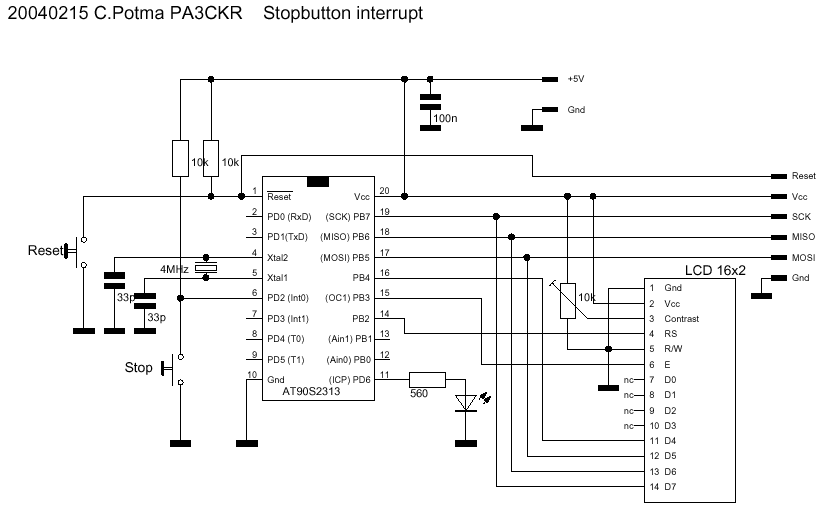 20040215 C.Potma PA3CKR    Stopbutton interrupt
+5V
Gnd
100n
10k
10k
Reset
Vcc
SCK
MISO
MOSI
Gnd
Reset
Stop
4MHz
33p
33p
1 Reset
2 PD0 (RxD)
3 PD1(TxD)
4 Xtal2
5 Xtal1
6 PD2 (Int0)
7 PD3 (Int1)
8 PD4 (T0)
9 PD5 (T1)
10 Gnd
Vcc 20
(SCK) PB7 19
(MISO) PB6 18
(MOSI) PB5 17
PB4 16
(OC1) PB3 15
PB2 14
(Ain1) PB1 13
(Ain0) PB0 12
(ICP) PD6 11
AT90S2313
560
10k
LCD 16x2
1 Gnd
2 Vcc
3 Contrast
4 RS
5 R/W
6 E
nc 7 D0
nc 8 D1
nc 9 D2
nc 10 D3
11 D4
12 D5
13 D6
14 D7